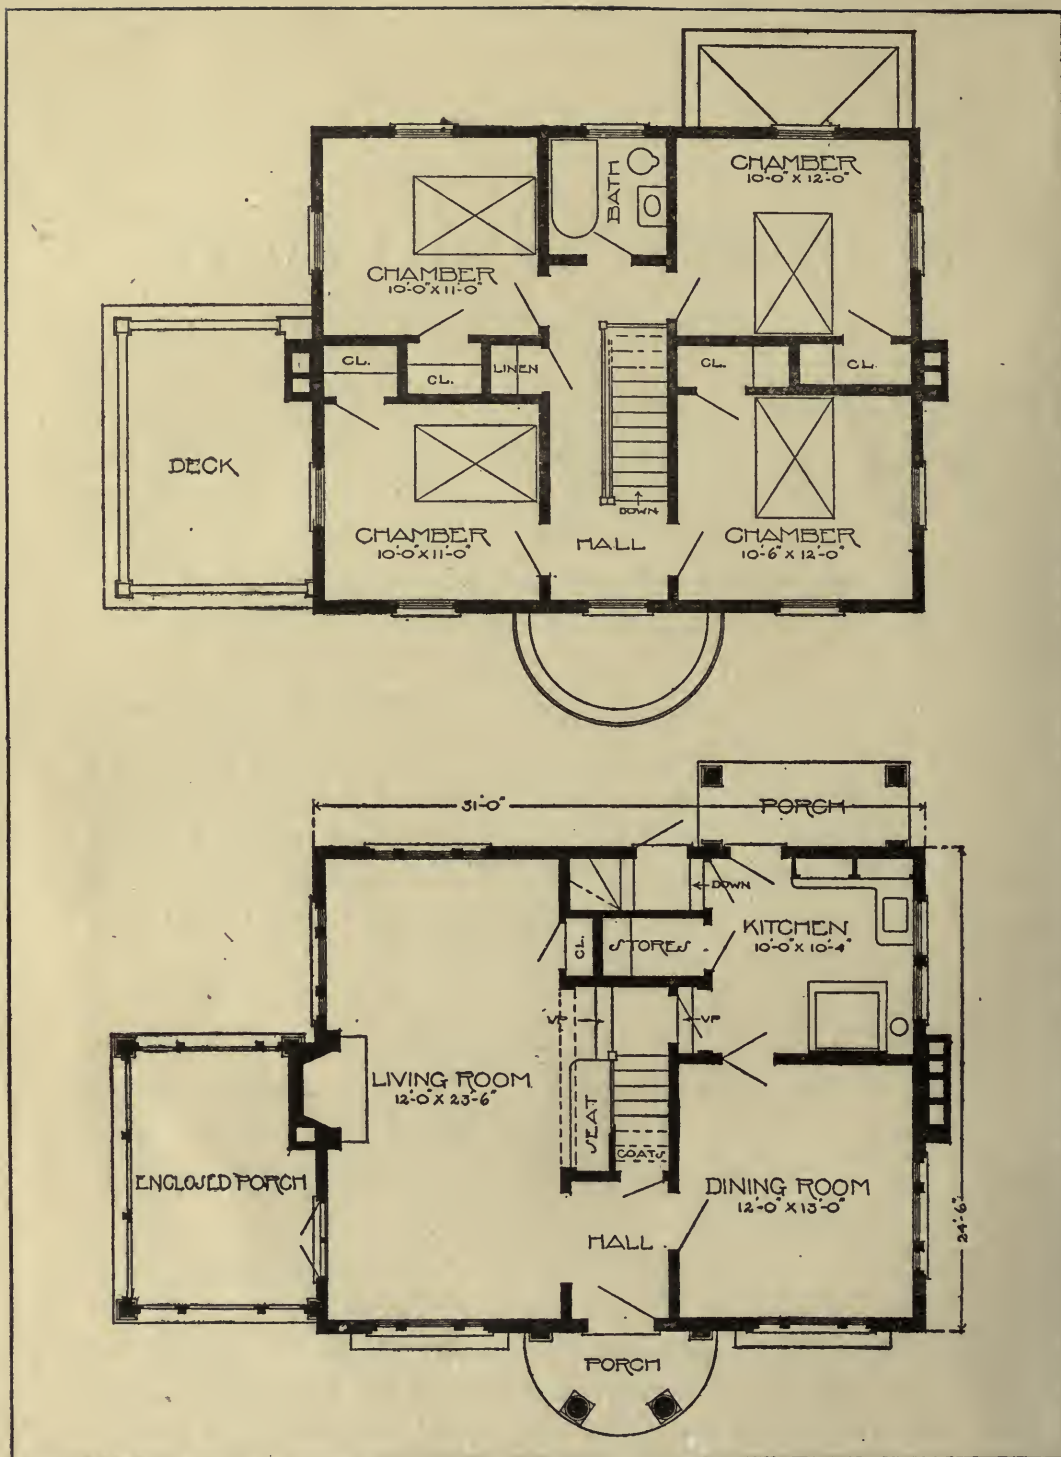 CHAMBER
10'-0" X 12'-0"
BATH
CHAMBER
10'-0" X 11'-0"
CL.
CL.
LINEN
CL.
CL.
DECK
DOWN
CHAMBER
10'-0" X 11'-0"
HALL
CHAMBER
10'-6" X 12'-0"
31'-0"
PORCH
DOWN
KITCHEN
10'-0" X 10'-4"
CL.
STORES
UP
UP
LIVING ROOM
12'-0" X 23'-6"
SEAT
COATS
ENCLOSED PORCH
DINING ROOM
12'-0" X 13'-0"
24'-6"
HALL
PORCH